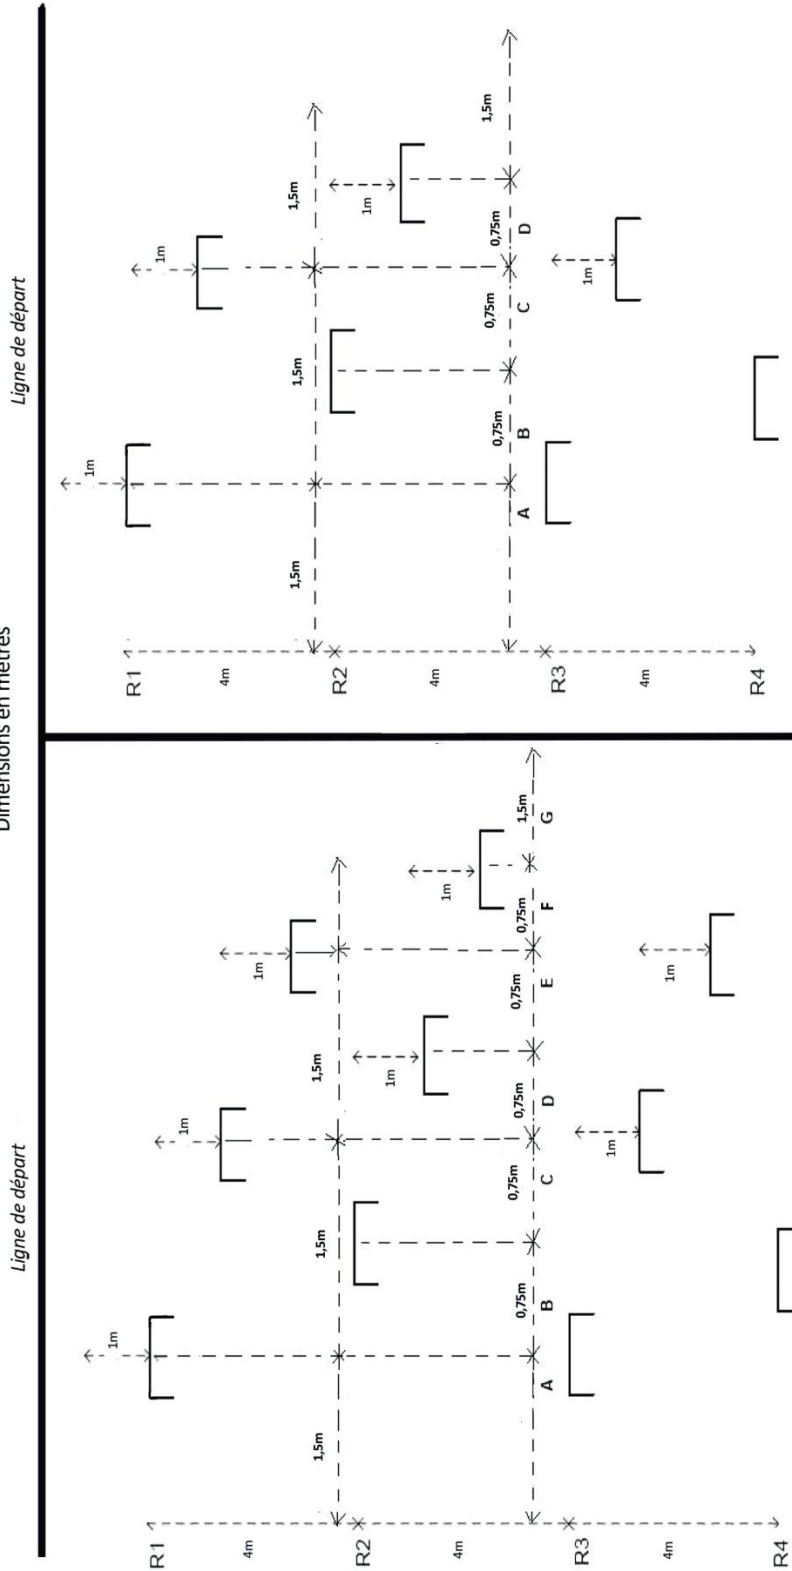 Dimensions en mètres
Ligne de départ
1m
R1
1m
4m
1m
1,5m 1,5m 1,5m
R2
1m
1m
4m
0,75m 0,75m 0,75m 0,75m 0,75m 1,5m
A B C D E F G
R3
1m
4m 1m
R4
Ligne de départ
1m
R1
1m
4m
1,5m 1,5m 1,5m
R2
1m
4m
0,75m 0,75m 0,75m 1,5m
A B C D
R3
1m
4m
R4